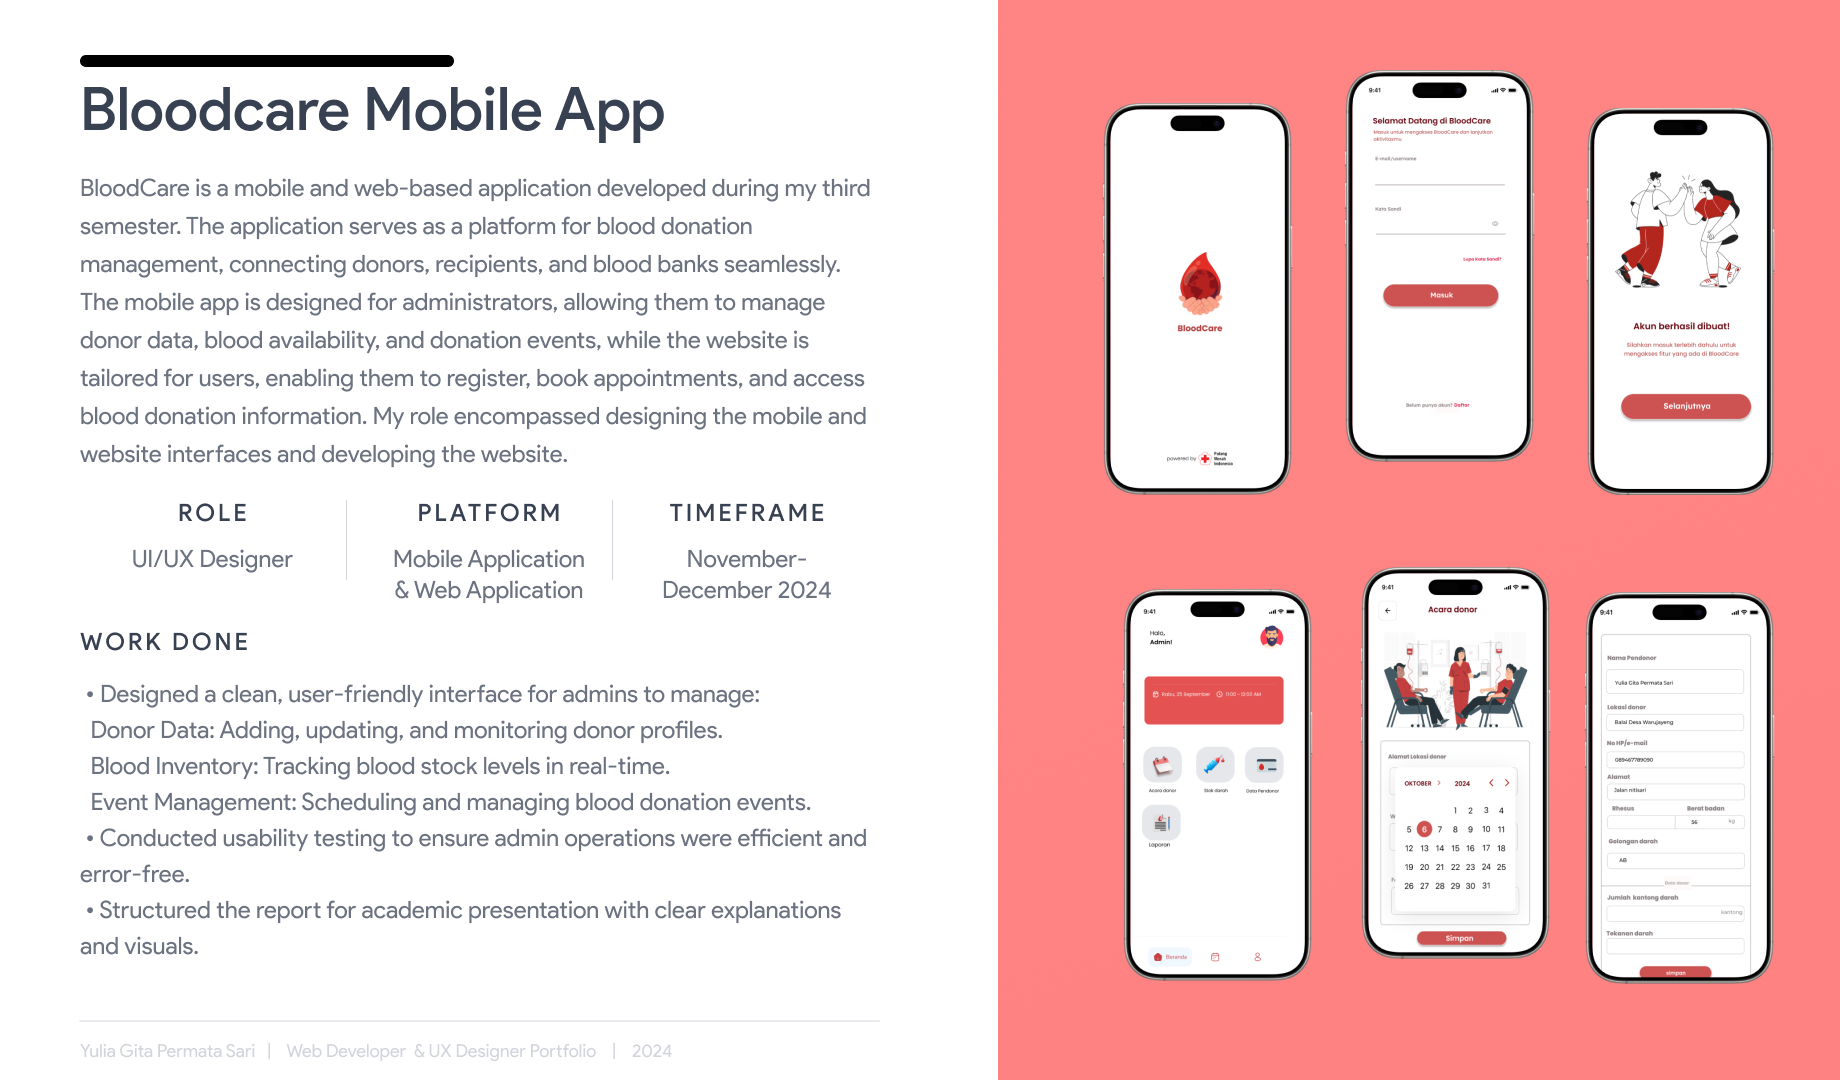 Bloodcare Mobile App
BloodCare is a mobile and web-based application developed during my third
semester. The application serves as a platform for blood donation
management, connecting donors, recipients, and blood banks seamlessly.
The mobile app is designed for administrators, allowing them to manage
donor data, blood availability, and donation events, while the website is
tailored for users, enabling them to register, book appointments, and access
blood donation information. My role encompassed designing the mobile and
website interfaces and developing the website.
ROLE
UI/UX Designer
PLATFORM
Mobile Application
& Web Application
TIMEFRAME
November-
December 2024
WORK DONE
• Designed a clean, user-friendly interface for admins to manage:
Donor Data: Adding, updating, and monitoring donor profiles.
Blood Inventory: Tracking blood stock levels in real-time.
Event Management: Scheduling and managing blood donation events.
• Conducted usability testing to ensure admin operations were efficient and
error-free.
• Structured the report for academic presentation with clear explanations
and visuals.
Yulia Gita Permata Sari | Web Developer & UX Designer Portfolio | 2024
BloodCare
powered by
Palang
Merah
Indonesia
9:41
Selamat Datang di BloodCare
Masuk untuk mengakses BloodCare dan lanjutkan
aktivitasmu
E-mail/username
Kata Sandi
Lupa Kata Sandi?
Masuk
Belum punya akun? Daftar
Akun berhasil dibuat!
Silahkan masuk terlebih dahulu untuk
mengakses fitur yang ada di BloodCare
Selanjutnya
9:41
Halo,
Admin!
Rabu, 25 September
11:00 - 10:00 AM
Acara donor
Stok darah
Data Pendonor
Laporan
Beranda
9:41
Acara donor
Alamat Lokasi donor
OKTOBER
2024
1 2 3 4
5 6 7 8 9 10 11
12 13 14 15 16 17 18
19 20 21 22 23 24 25
26 27 28 29 30 31
Simpan
9:41
Nama Pendonor
Yulia Gita Permata Sari
Lokasi donor
Balai Desa Warujayeng
No HP/e-mail
089467789090
Alamat
Jalan nitisari
Rhesus
Berat badan
56
kg
Golongan darah
AB
Data donor
Jumlah kantong darah
kantong
Tekanan darah
simpan